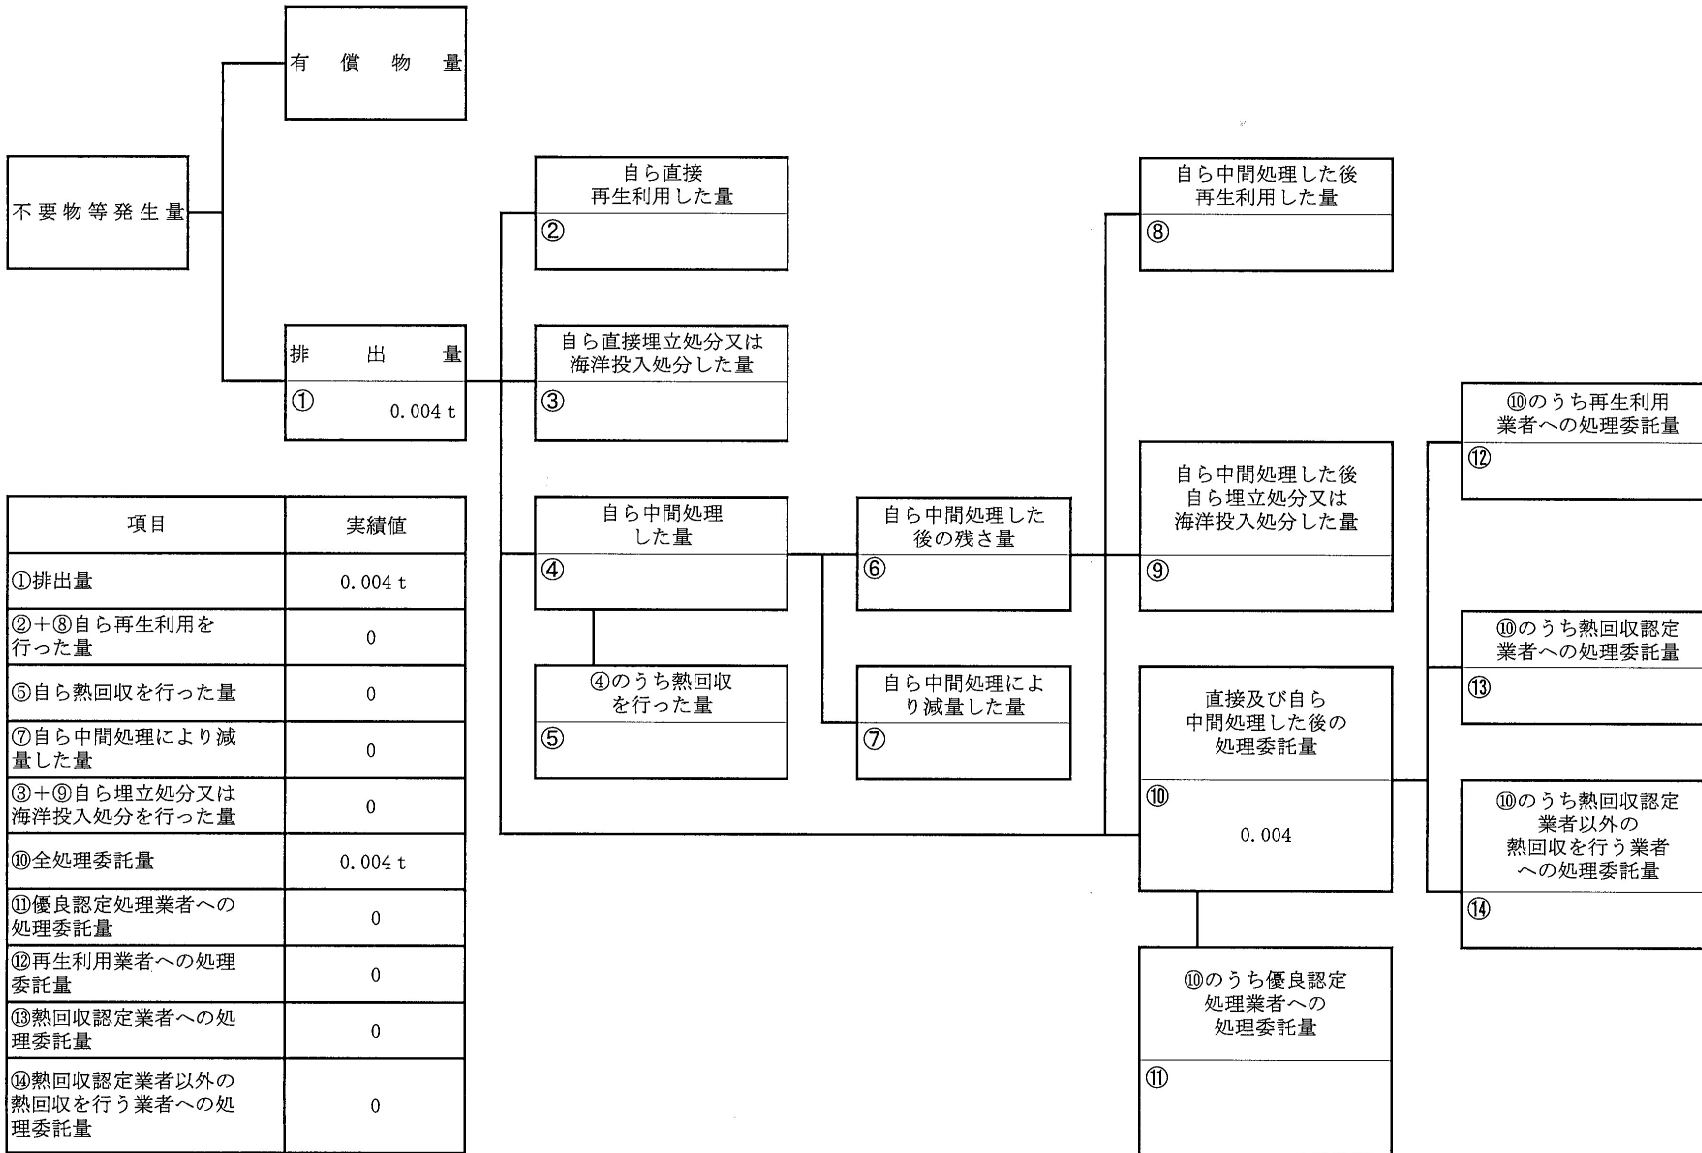 有償物量
不要物等発生量
排出量
①
0.004 t
自ら直接
再生利用した量
②
自ら直接埋立処分又は
海洋投入処分した量
③
自ら中間処理
した量
④
④のうち熱回収
を行った量
⑤
自ら中間処理した
後の残さ量
⑥
自ら中間処理によ
り減量した量
⑦
自ら中間処理した後
再生利用した量
⑧
自ら中間処理した後
自ら埋立処分又は
海洋投入処分した量
⑨
直接及び自ら
中間処理した後の
処理委託量
⑩
0.004
⑩のうち優良認定
処理業者への
処理委託量
⑪
⑩のうち再生利用
業者への処理委託量
⑫
⑩のうち熱回収認定
業者への処理委託量
⑬
⑩のうち熱回収認定
業者以外の
熱回収を行う業者
への処理委託量
⑭
項目 実績値
①排出量 0.004 t
②+⑧自ら再生利用を
行った量 0
⑤自ら熱回収を行った量 0
⑦自ら中間処理により減
量した量 0
③+⑨自ら埋立処分又は
海洋投入処分を行った量 0
⑩全処理委託量 0.004 t
⑪優良認定処理業者への
処理委託量 0
⑫再生利用業者への処理
委託量 0
⑬熱回収認定業者への処
理委託量 0
⑭熱回収認定業者以外の
熱回収を行う業者への処
理委託量 0